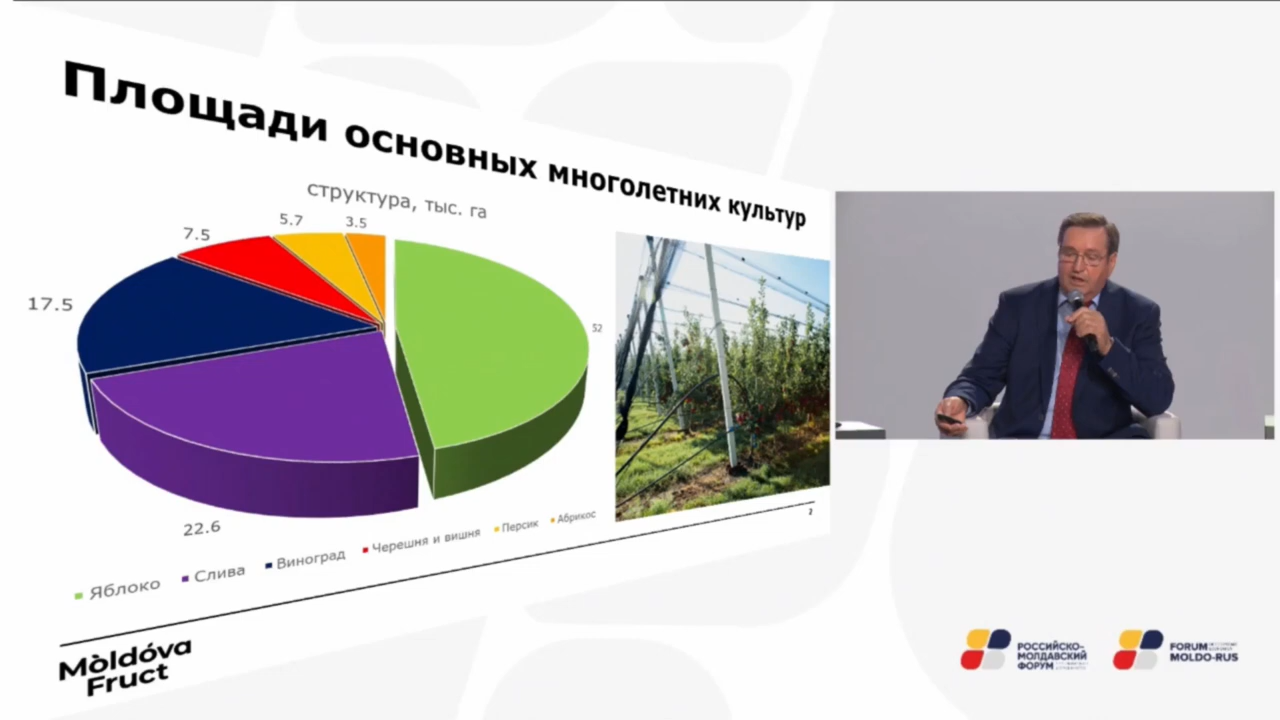 Площади основных многолетних культур
структура, тыс. га
3.5
5.7
7.5
17.5
52
22.6
Яблоко Слива Виноград Черешня и вишня Персик Абрикос
2
Moldóva
Fruct
РОССИЙСКО-
МОЛДАВСКИЙ
ФОРУМ
FORUM
MOLDO-RUS